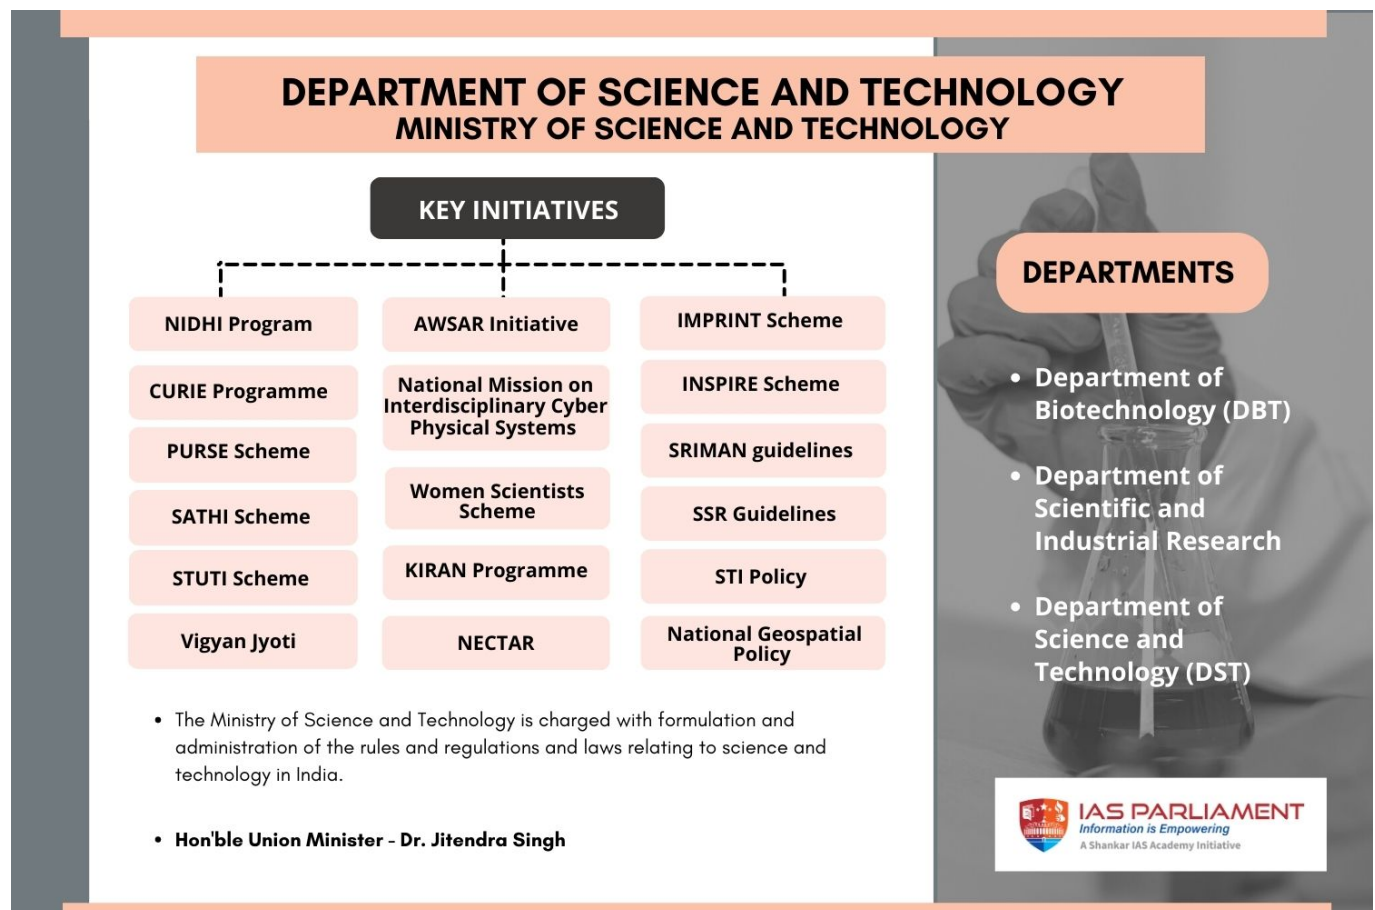 DEPARTMENT OF SCIENCE AND TECHNOLOGY
MINISTRY OF SCIENCE AND TECHNOLOGY
KEY INITIATIVES
NIDHI Program
CURIE Programme
PURSE Scheme
SATHI Scheme
STUTI Scheme
Vigyan Jyoti
AWSAR Initiative
National Mission on
Interdisciplinary Cyber
Physical Systems
Women Scientists
Scheme
KIRAN Programme
NECTAR
IMPRINT Scheme
INSPIRE Scheme
SRIMAN guidelines
SSR Guidelines
STI Policy
National Geospatial
Policy
• The Ministry of Science and Technology is charged with formulation and
administration of the rules and regulations and laws relating to science and
technology in India.
• Hon'ble Union Minister - Dr. Jitendra Singh
DEPARTMENTS
• Department of
Biotechnology (DBT)
• Department of
Scientific and
Industrial Research
• Department of
Science and
Technology (DST)
IAS PARLIAMENT
Information is Empowering
A Shankar IAS Academy Initiative